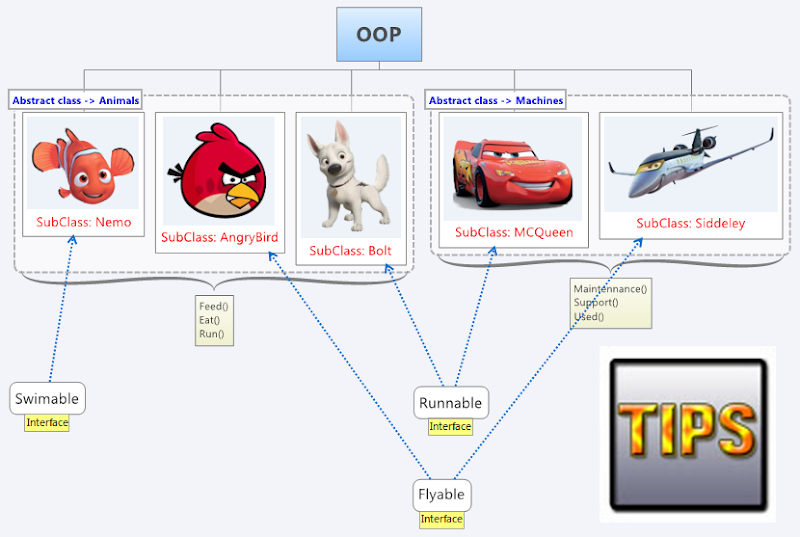 OOP
Abstract class -> Animals
Abstract class -> Machines
SubClass: Nemo
SubClass: AngryBird
SubClass: Bolt
SubClass: MCQueen
SubClass: Siddeley
Feed()
Eat()
Run()
Maintennance()
Support()
Used()
Swimable
Interface
Runnable
Interface
Flyable
Interface
TIPS